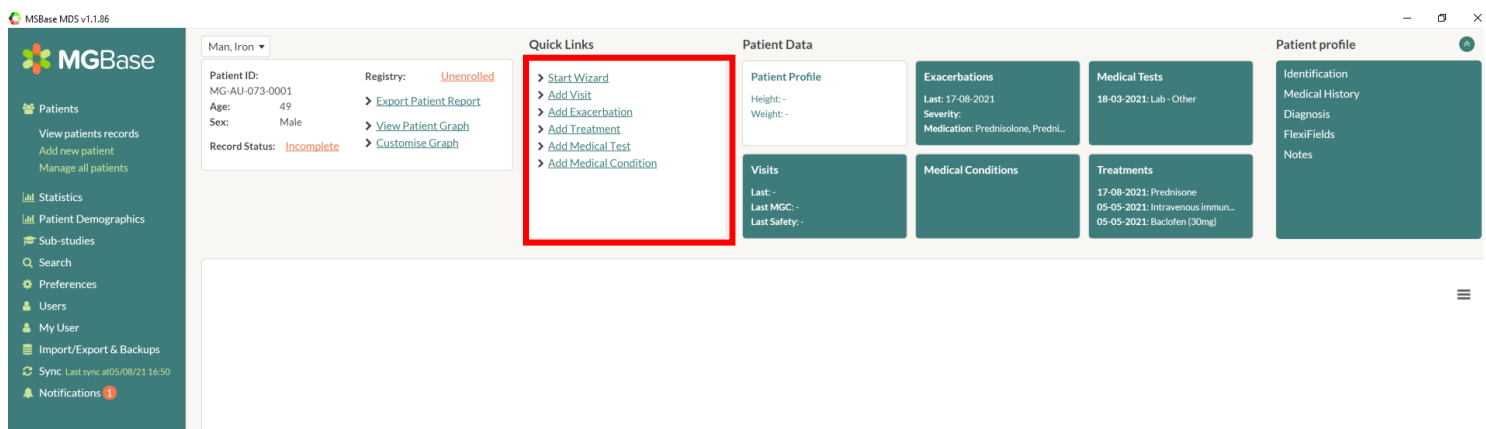 MSBase MDS v1.1.86
MGBase
Patients
View patients records
Add new patient
Manage all patients
Statistics
Patient Demographics
Sub-studies
Search
Preferences
Users
My User
Import/Export & Backups
Sync Last sync at05/08/21 16:50
Notifications 1
Man, Iron
Patient ID:
MG-AU-073-0001
Age: 49
Sex: Male
Record Status: Incomplete
Registry: Unenrolled
Export Patient Report
View Patient Graph
Customise Graph
Quick Links
Start Wizard
Add Visit
Add Exacerbation
Add Treatment
Add Medical Test
Add Medical Condition
Patient Data
Patient Profile
Height: -
Weight: -
Exacerbations
Last: 17-08-2021
Severity:
Medication: Prednisolone, Predni...
Medical Tests
18-03-2021: Lab - Other
Visits
Last: -
Last MGC: -
Last Safety: -
Medical Conditions
Treatments
17-08-2021: Prednisone
05-05-2021: Intravenous immun...
05-05-2021: Baclofen (30mg)
Patient profile
Identification
Medical History
Diagnosis
FlexiFields
Notes